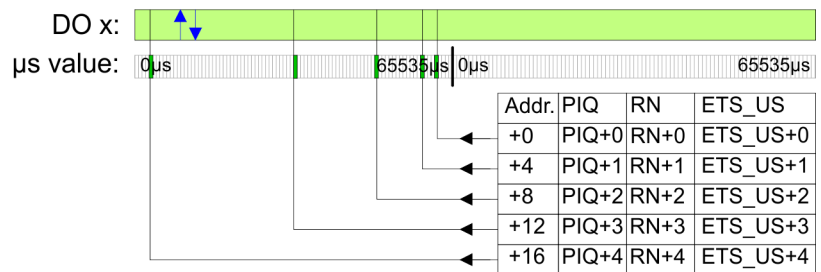 DO x:
µs value: 0µs 65535µs 0µs 65535µs
Addr. PIQ RN ETS_US
+0 PIQ+0 RN+0 ETS_US+0
+4 PIQ+1 RN+1 ETS_US+1
+8 PIQ+2 RN+2 ETS_US+2
+12 PIQ+3 RN+3 ETS_US+3
+16 PIQ+4 RN+4 ETS_US+4